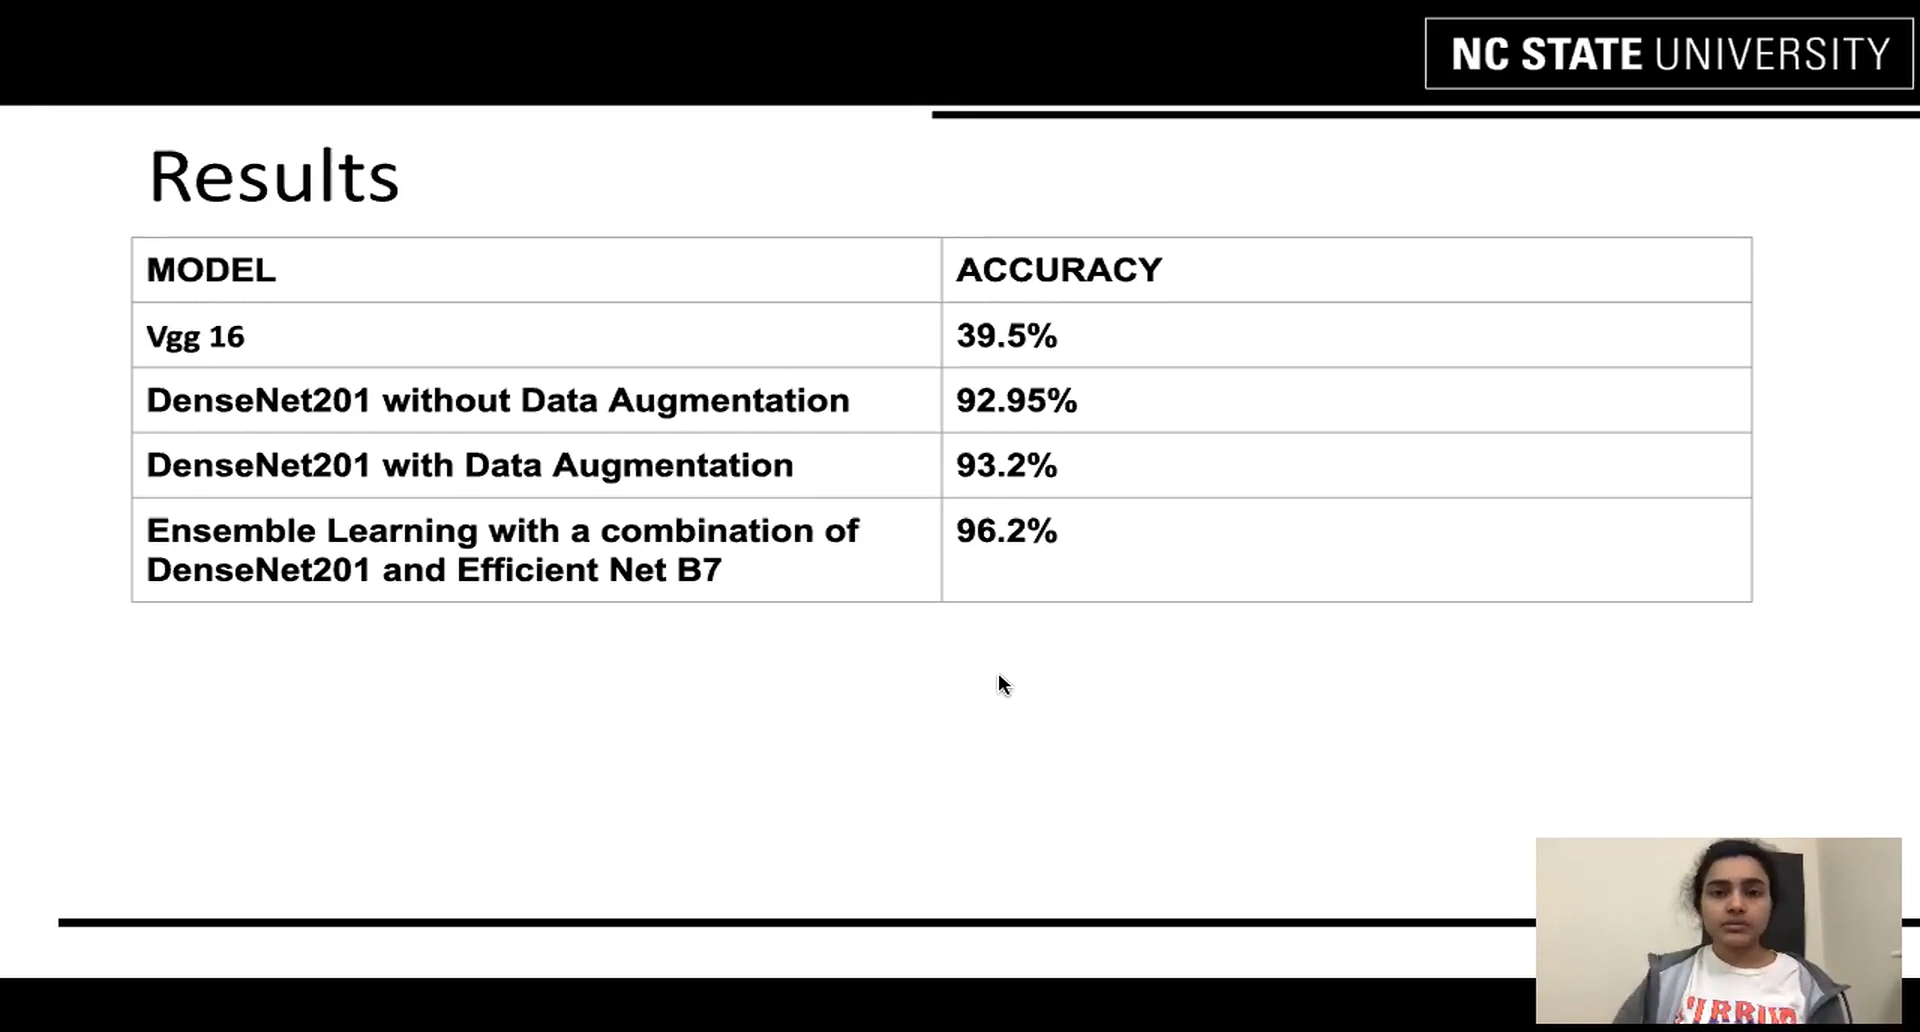 NC STATE UNIVERSITY
Results
MODEL
ACCURACY
Vgg 16
39.5%
DenseNet201 without Data Augmentation
92.95%
DenseNet201 with Data Augmentation
93.2%
Ensemble Learning with a combination of
DenseNet201 and Efficient Net B7
96.2%